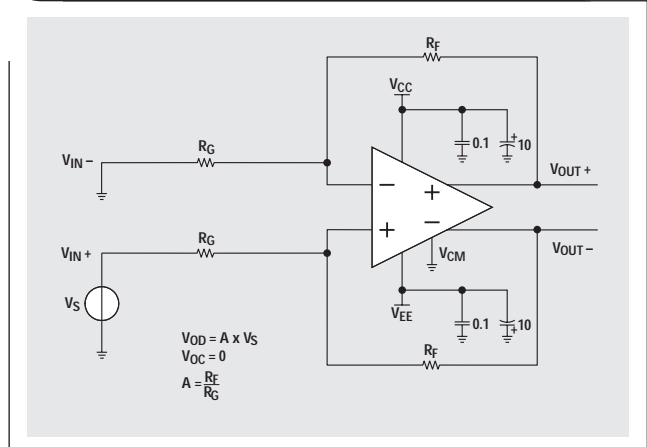 RF
VCC
0.1
+
10
RG
VIN −
VOUT +
−
+
+
−
RG
VIN +
VOUT −
VCM
VS
VEE
0.1
+
10
VOD = A x VS
VOC = 0
A = RF
RG
RF